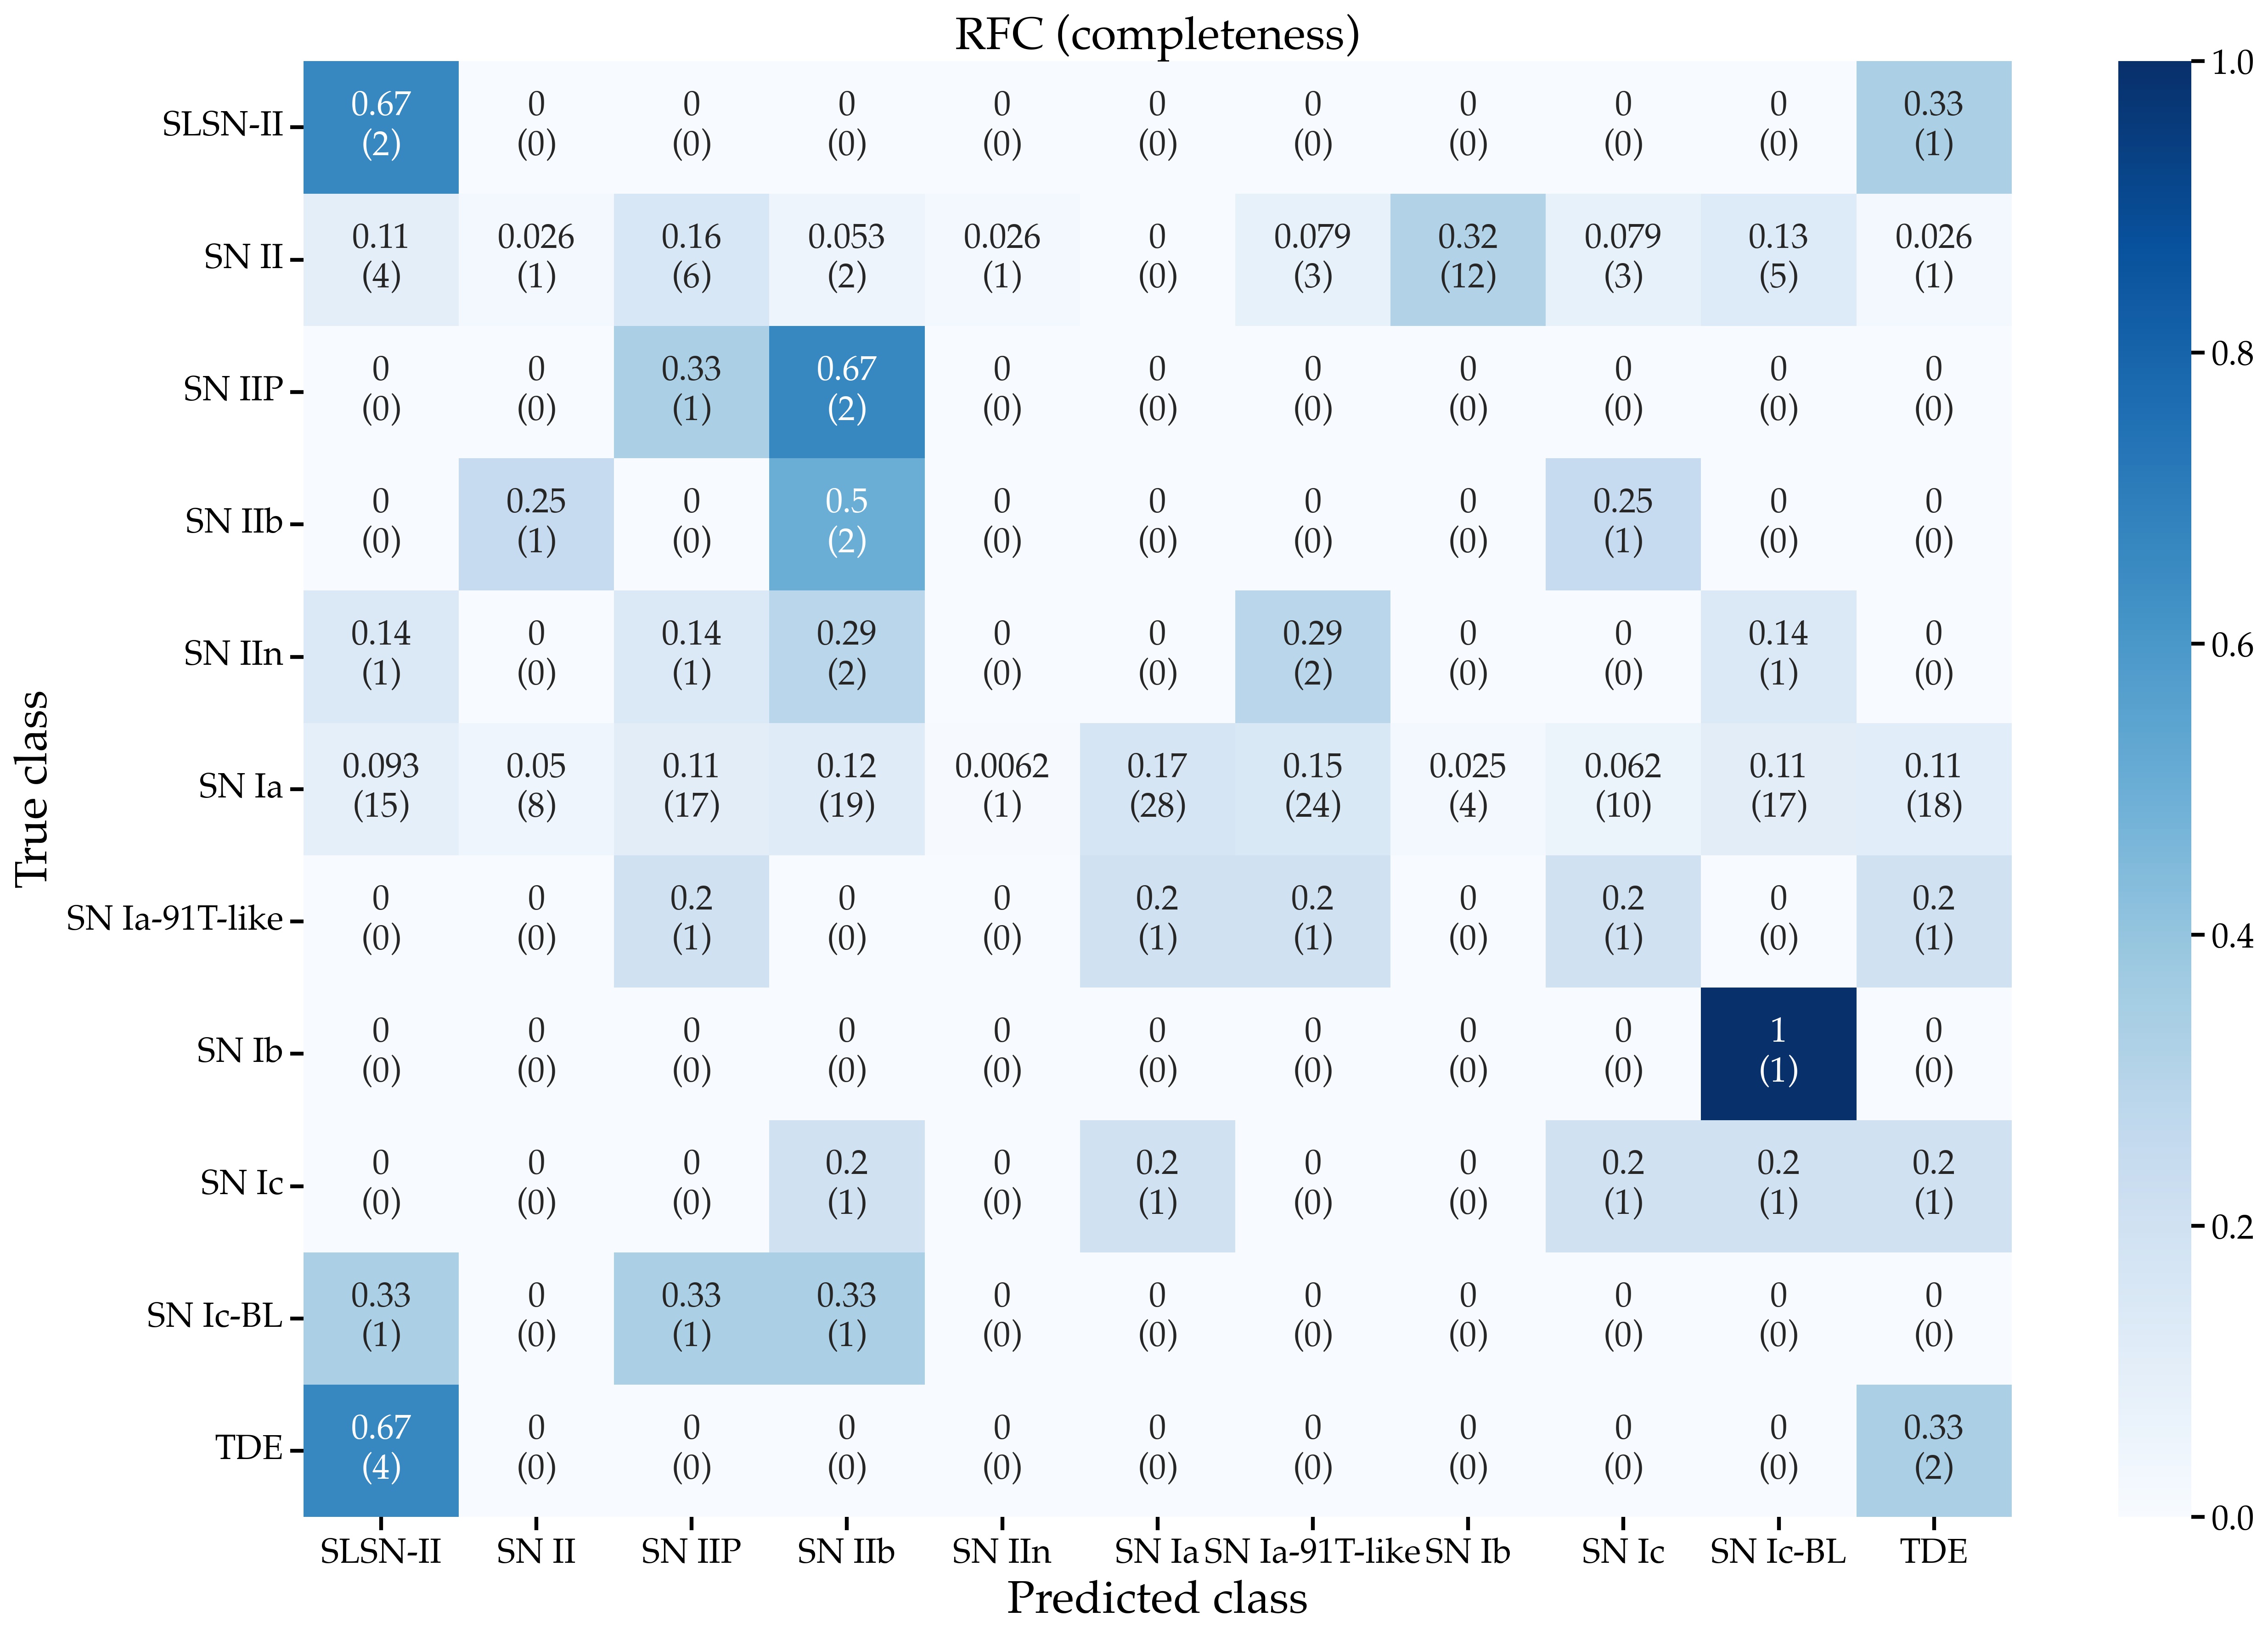 RFC (completeness)
SLSN-II 0.67 0 0 0 0 0 0 0 0 0 0.33
(2) (0) (0) (0) (0) (0) (0) (0) (0) (0) (1)
SN II 0.11 0.026 0.16 0.053 0.026 0 0.079 0.32 0.079 0.13 0.026
(4) (1) (6) (2) (1) (0) (3) (12) (3) (5) (1)
SN IIP 0 0 0.33 0.67 0 0 0 0 0 0 0
(0) (0) (1) (2) (0) (0) (0) (0) (0) (0) (0)
SN IIb 0 0.25 0 0.5 0 0 0 0 0.25 0 0
(0) (1) (0) (2) (0) (0) (0) (0) (1) (0) (0)
SN IIn 0.14 0 0.14 0.29 0 0 0.29 0 0 0.14 0
(1) (0) (1) (2) (0) (0) (2) (0) (0) (1) (0)
SN Ia 0.093 0.05 0.11 0.12 0.0062 0.17 0.15 0.025 0.062 0.11 0.11
(15) (8) (17) (19) (1) (28) (24) (4) (10) (17) (18)
SN Ia-91T-like 0 0 0.2 0 0 0.2 0.2 0 0.2 0 0.2
(0) (0) (1) (0) (0) (1) (1) (0) (1) (0) (1)
SN Ib 0 0 0 0 0 0 0 0 0 1 0
(0) (0) (0) (0) (0) (0) (0) (0) (0) (1) (0)
SN Ic 0 0 0 0.2 0 0.2 0 0 0.2 0.2 0.2
(0) (0) (0) (1) (0) (1) (0) (0) (1) (1) (1)
SN Ic-BL 0.33 0 0.33 0.33 0 0 0 0 0 0 0
(1) (0) (1) (1) (0) (0) (0) (0) (0) (0) (0)
TDE 0.67 0 0 0 0 0 0 0 0 0 0.33
(4) (0) (0) (0) (0) (0) (0) (0) (0) (0) (2)
SLSN-II SN II SN IIP SN IIb SN IIn SN Ia SN Ia-91T-like SN Ib SN Ic SN Ic-BL TDE
Predicted class
True class
1.0
0.8
0.6
0.4
0.2
0.0